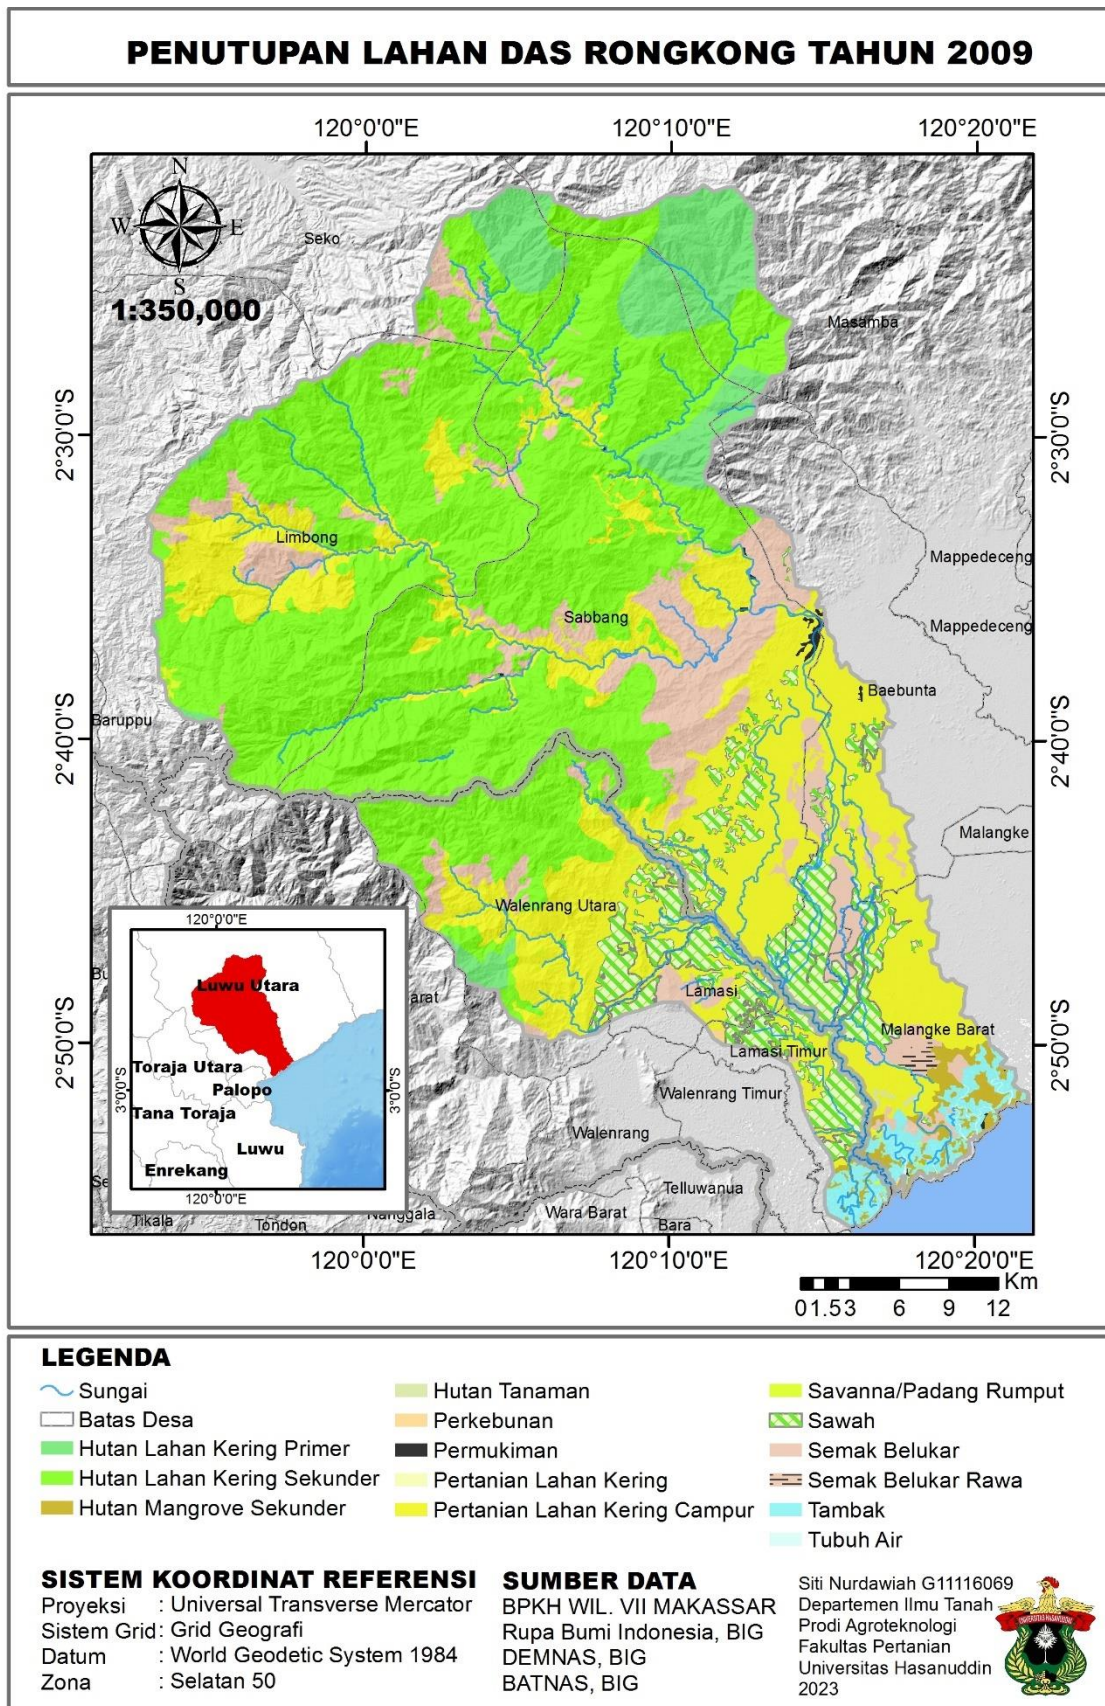 PENUTUPAN LAHAN DAS RONGKONG TAHUN 2009
120°0'0"E 120°10'0"E 120°20'0"E
N
W E
S
1:350,000
Seko
Masamba
2°30'0"S 2°30'0"S
Limbong
Mappedeceng
Sabbang
Mappedeceng
Baebunta
Baruppu
2°40'0"S 2°40'0"S
Malangke
Walenrang Utara
arat
Lamasi
Malangke Barat
2°50'0"S 2°50'0"S
Lamasi Timur
Walenrang Timur
Walenrang
Telluwanua
Wara Barat
Bara
Nanggala
Tikala
Tondon
120°0'0"E
Luwu Utara
Toraja Utara
Palopo
3°0'0"S 3°0'0"S
Tana Toraja
Luwu
Enrekang
120°0'0"E
120°0'0"E 120°10'0"E 120°20'0"E
Km
0 1.5 3 6 9 12
LEGENDA
Sungai
Batas Desa
Hutan Lahan Kering Primer
Hutan Lahan Kering Sekunder
Hutan Mangrove Sekunder
Hutan Tanaman
Perkebunan
Permukiman
Pertanian Lahan Kering
Pertanian Lahan Kering Campur
Savanna/Padang Rumput
Sawah
Semak Belukar
Semak Belukar Rawa
Tambak
Tubuh Air
SISTEM KOORDINAT REFERENSI
Proyeksi : Universal Transverse Mercator
Sistem Grid : Grid Geografi
Datum : World Geodetic System 1984
Zona : Selatan 50
SUMBER DATA
BPKH WIL. VII MAKASSAR
Rupa Bumi Indonesia, BIG
DEMNAS, BIG
BATNAS, BIG
Siti Nurdawiah G11116069
Departemen Ilmu Tanah
Prodi Agroteknologi
Fakultas Pertanian
Universitas Hasanuddin
2023